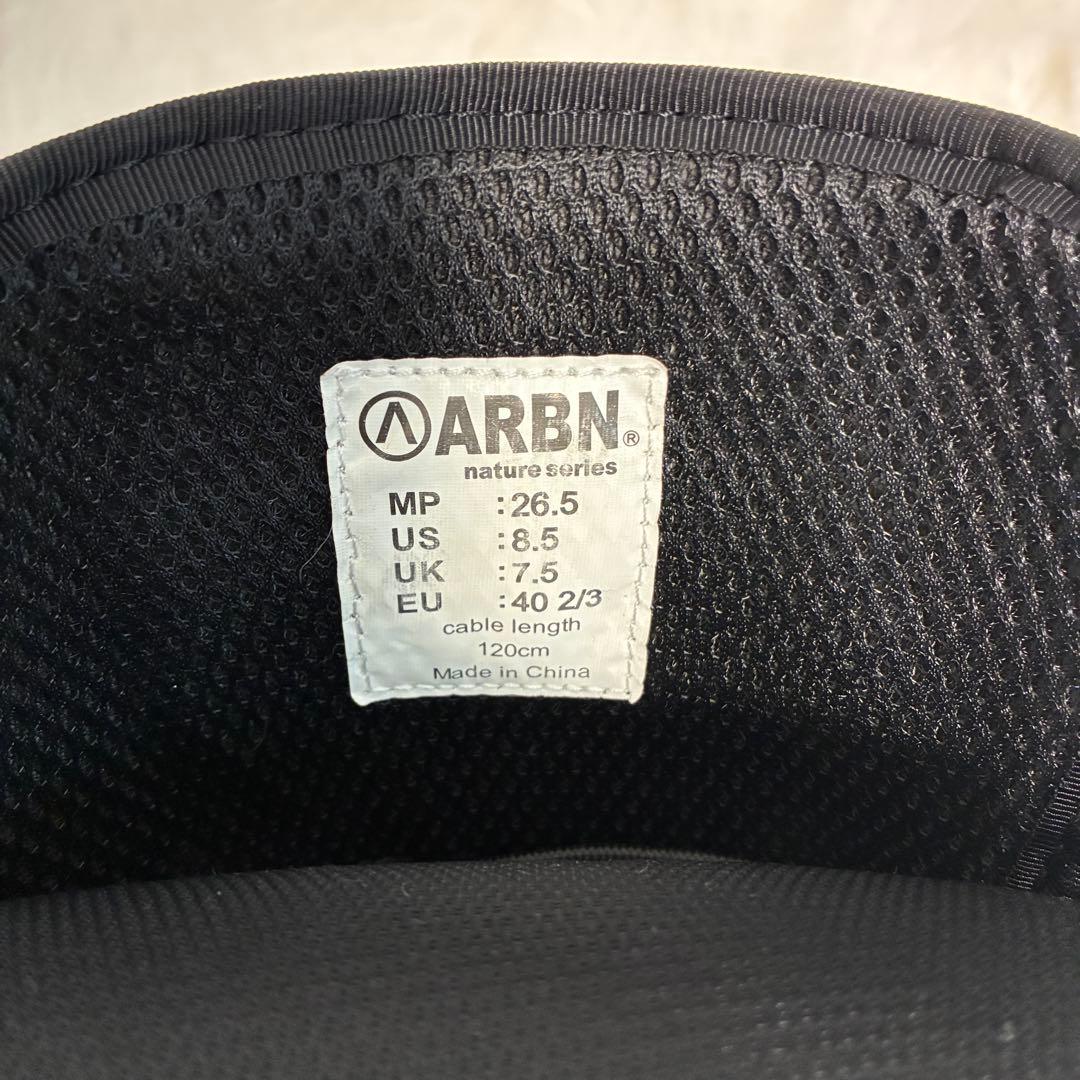 ARBN®
nature series
MP : 26.5
US : 8.5
UK : 7.5
EU : 40 2/3
cable length
120cm
Made in China